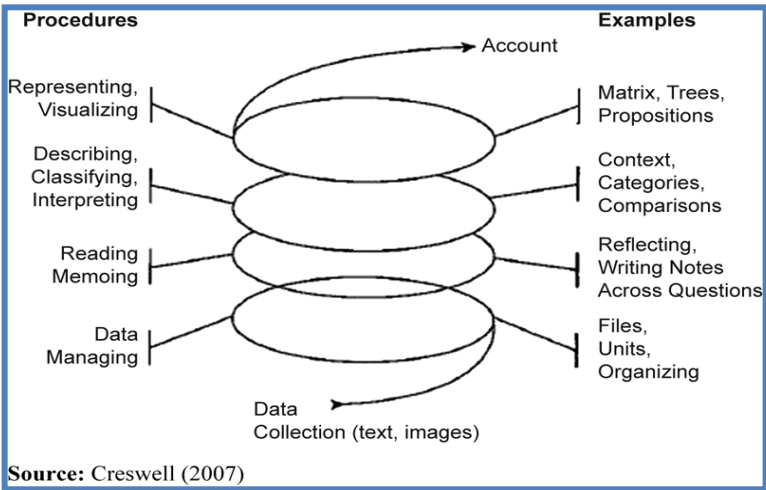 Procedures
Examples
Account
Representing,
Visualizing
Matrix, Trees,
Propositions
Describing,
Classifying,
Interpreting
Context,
Categories,
Comparisons
Reading
Memoing
Reflecting,
Writing Notes
Across Questions
Data
Managing
Files,
Units,
Organizing
Data
Collection (text, images)
Source: Creswell (2007)